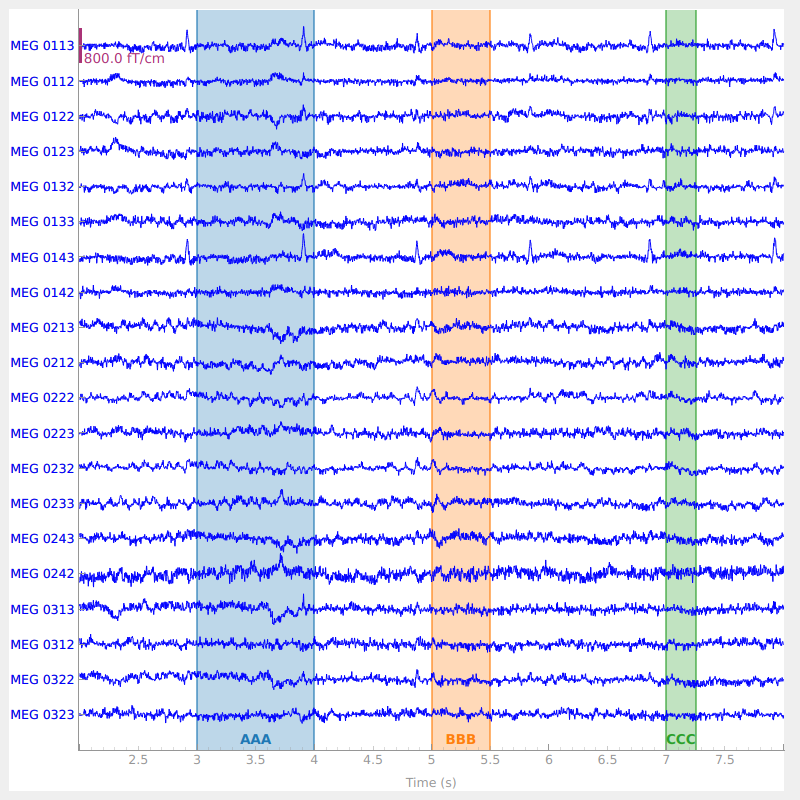 MEG 0113
800.0 fT/cm
MEG 0112
MEG 0122
MEG 0123
MEG 0132
MEG 0133
MEG 0143
MEG 0142
MEG 0213
MEG 0212
MEG 0222
MEG 0223
MEG 0232
MEG 0233
MEG 0243
MEG 0242
MEG 0313
MEG 0312
MEG 0322
MEG 0323
AAA BBB CCC
2.5 3 3.5 4 4.5 5 5.5 6 6.5 7 7.5
Time (s)